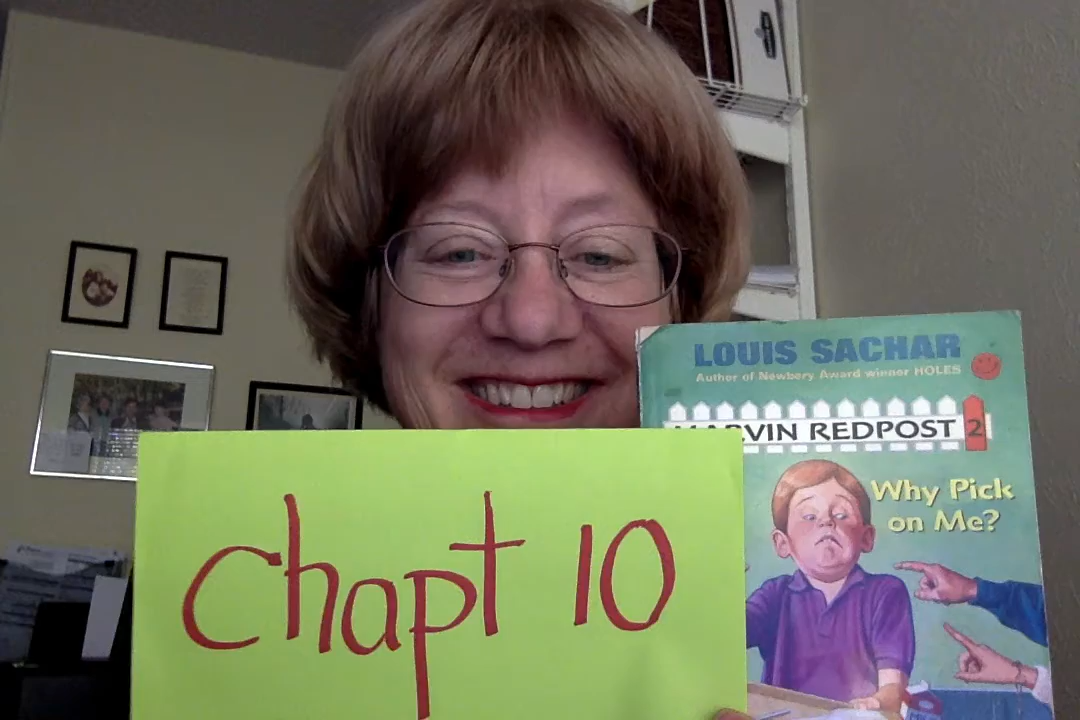 LOUIS SACHAR
Author of Newbery Award winner HOLES
MARVIN REDPOST 2
Why Pick
on Me?
Chapt 10